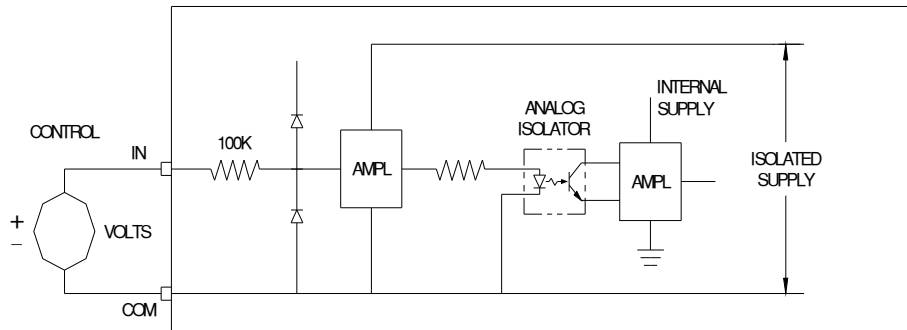 CONTROL
IN
100K
+
−
VOLTS
COM
AMPL
ANALOG
ISOLATOR
INTERNAL
SUPPLY
AMPL
ISOLATED
SUPPLY